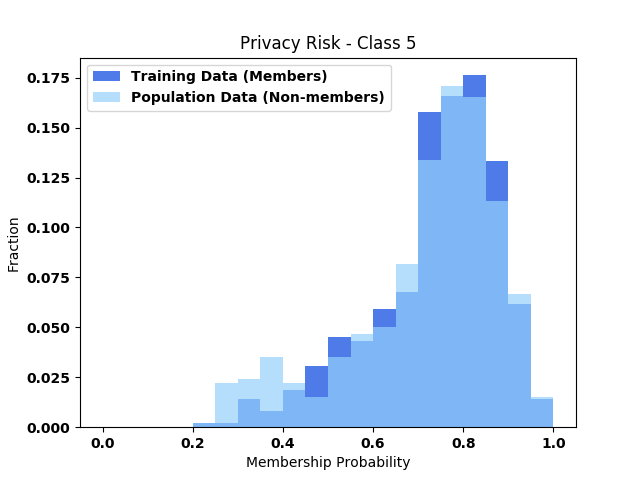 Privacy Risk - Class 5
Training Data (Members)
Population Data (Non-members)
0.175
0.150
0.125
0.100
0.075
0.050
0.025
0.000
Fraction
0.0 0.2 0.4 0.6 0.8 1.0
Membership Probability